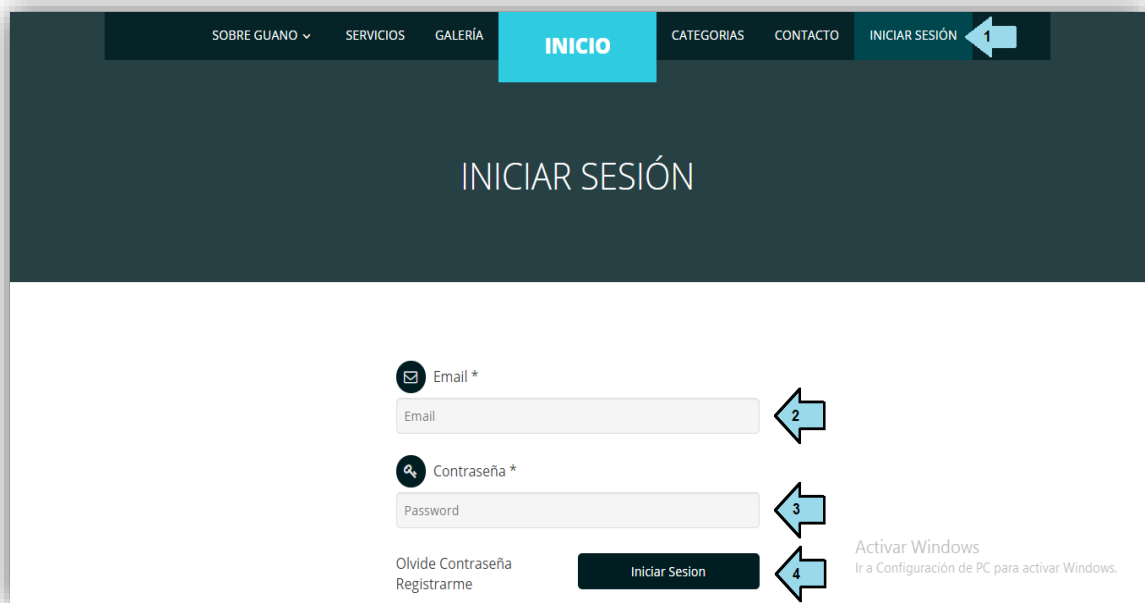 SOBRE GUANO SERVICIOS GALERÍA INICIO CATEGORIAS CONTACTO INICIAR SESIÓN 1
INICIAR SESIÓN
Email *
Email 2
Contraseña *
Password 3
Olvide Contraseña
Registrarme
Iniciar Sesion 4
Activar Windows
Ir a Configuración de PC para activar Windows.